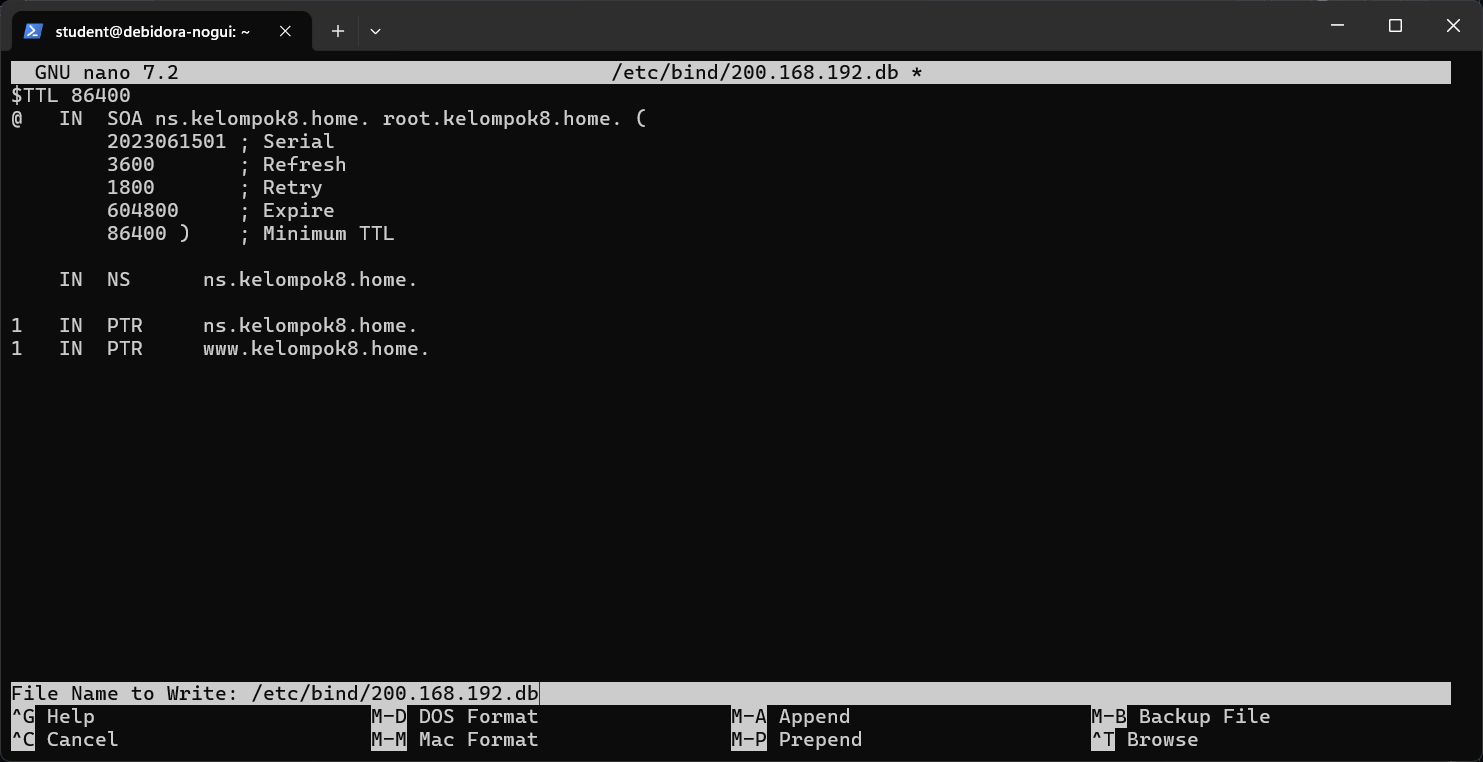 student@debidora-nogui: ~
GNU nano 7.2 /etc/bind/200.168.192.db *
$TTL 86400
@ IN SOA ns.kelompok8.home. root.kelompok8.home. (
2023061501 ; Serial
3600 ; Refresh
1800 ; Retry
604800 ; Expire
86400 ) ; Minimum TTL
IN NS ns.kelompok8.home.
1 IN PTR ns.kelompok8.home.
1 IN PTR www.kelompok8.home.
File Name to Write: /etc/bind/200.168.192.db
^G Help M-D DOS Format M-A Append M-B Backup File
^C Cancel M-M Mac Format M-P Prepend ^T Browse